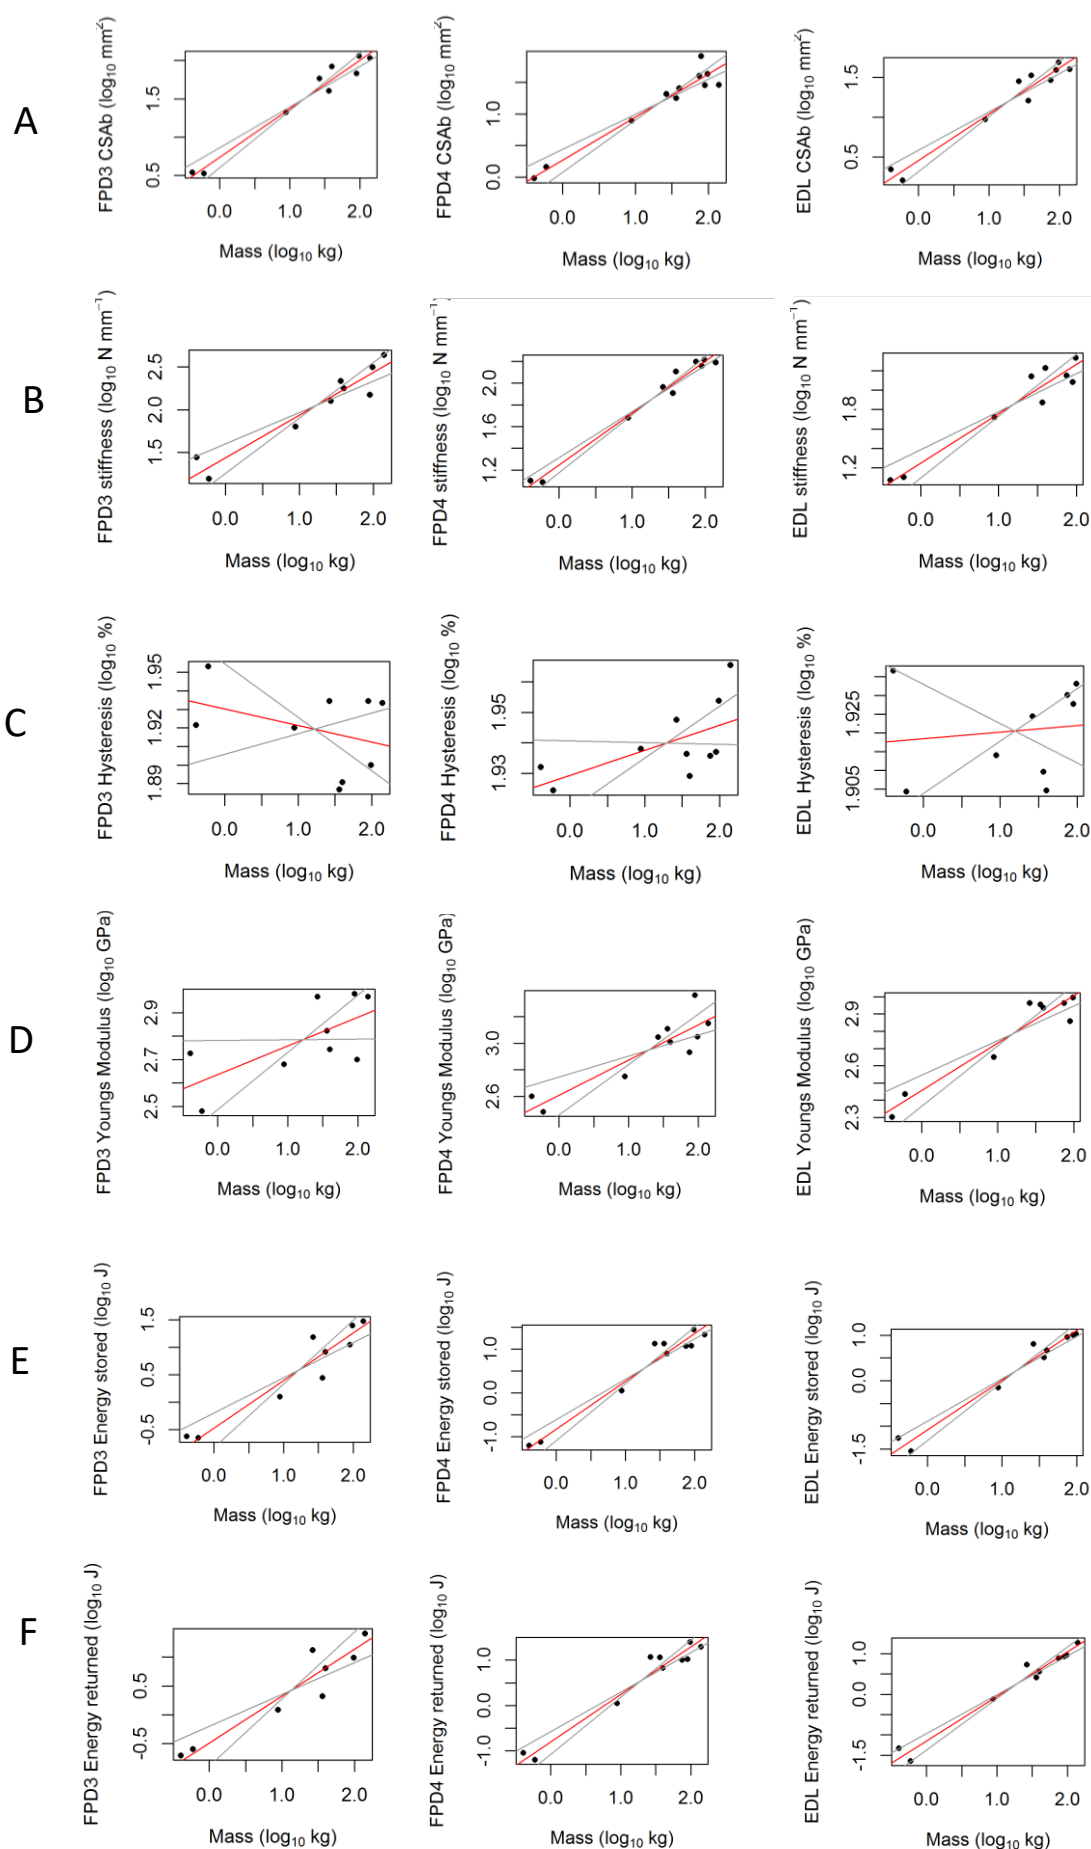 A
FPD3 CSAb (log₁₀ mm²)
0.5 1.5
0.0 1.0 2.0
Mass (log₁₀ kg)
FPD4 CSAb (log₁₀ mm²)
0.0 1.0
0.0 1.0 2.0
Mass (log₁₀ kg)
EDL CSAb (log₁₀ mm²)
0.5 1.5
0.0 1.0 2.0
Mass (log₁₀ kg)
B
FPD3 stiffness (log₁₀ N mm⁻¹)
1.5 2.0 2.5
0.0 1.0 2.0
Mass (log₁₀ kg)
FPD4 stiffness (log₁₀ N mm⁻¹)
1.2 1.6 2.0
0.0 1.0 2.0
Mass (log₁₀ kg)
EDL stiffness (log₁₀ N mm⁻¹)
1.2 1.8
0.0 1.0 2.0
Mass (log₁₀ kg)
C
FPD3 Hysteresis (log₁₀ %)
1.89 1.92 1.95
0.0 1.0 2.0
Mass (log₁₀ kg)
FPD4 Hysteresis (log₁₀ %)
1.93 1.95
0.0 1.0 2.0
Mass (log₁₀ kg)
EDL Hysteresis (log₁₀ %)
1.905 1.925
0.0 1.0 2.0
Mass (log₁₀ kg)
D
FPD3 Youngs Modulus (log₁₀ GPa)
2.5 2.7 2.9
0.0 1.0 2.0
Mass (log₁₀ kg)
FPD4 Youngs Modulus (log₁₀ GPa)
2.6 3.0
0.0 1.0 2.0
Mass (log₁₀ kg)
EDL Youngs Modulus (log₁₀ GPa)
2.3 2.6 2.9
0.0 1.0 2.0
Mass (log₁₀ kg)
E
FPD3 Energy stored (log₁₀ J)
-0.5 0.5 1.5
0.0 1.0 2.0
Mass (log₁₀ kg)
FPD4 Energy stored (log₁₀ J)
-1.0 0.0 1.0
0.0 1.0 2.0
Mass (log₁₀ kg)
EDL Energy stored (log₁₀ J)
-1.5 0.0 1.0
0.0 1.0 2.0
Mass (log₁₀ kg)
F
FPD3 Energy returned (log₁₀ J)
-0.5 0.5
0.0 1.0 2.0
Mass (log₁₀ kg)
FPD4 Energy returned (log₁₀ J)
-1.0 0.0 1.0
0.0 1.0 2.0
Mass (log₁₀ kg)
EDL Energy returned (log₁₀ J)
-1.5 0.0 1.0
0.0 1.0 2.0
Mass (log₁₀ kg)